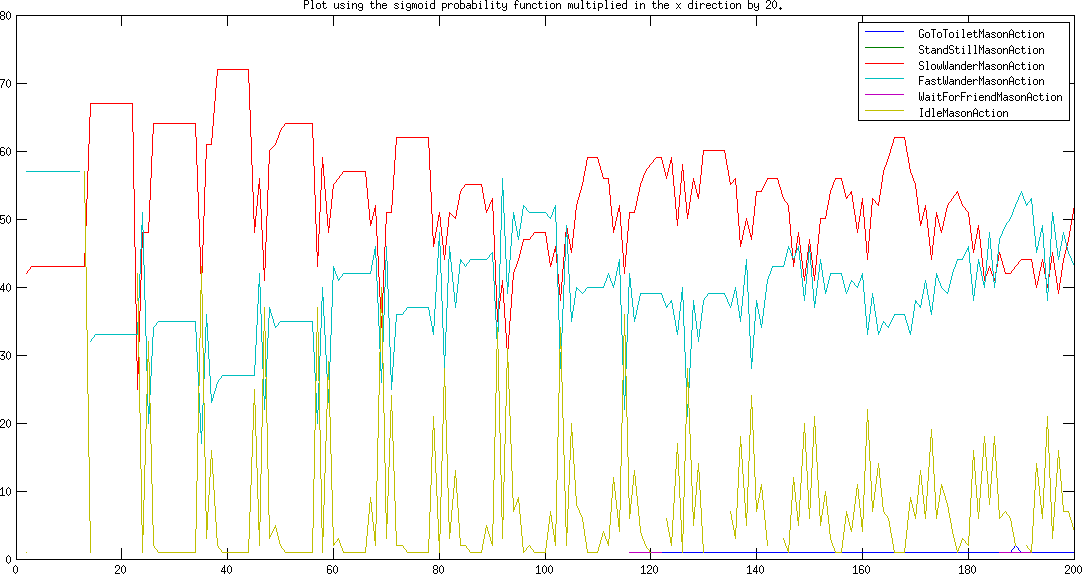 Plot using the sigmoid probability function multiplied in the x direction by 20.
80
GoToToiletMasonAction
StandStillMasonAction
SlowWanderMasonAction
FastWanderMasonAction
WaitForFriendMasonAction
IdleMasonAction
70
60
50
40
30
20
10
0
0 20 40 60 80 100 120 140 160 180 200